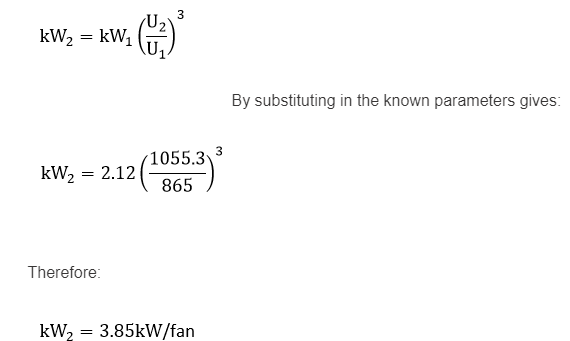 kW₂ = kW₁ (U₂/U₁)³
By substituting in the known parameters gives:
kW₂ = 2.12 (1055.3/865)³
Therefore:
kW₂ = 3.85kW/fan